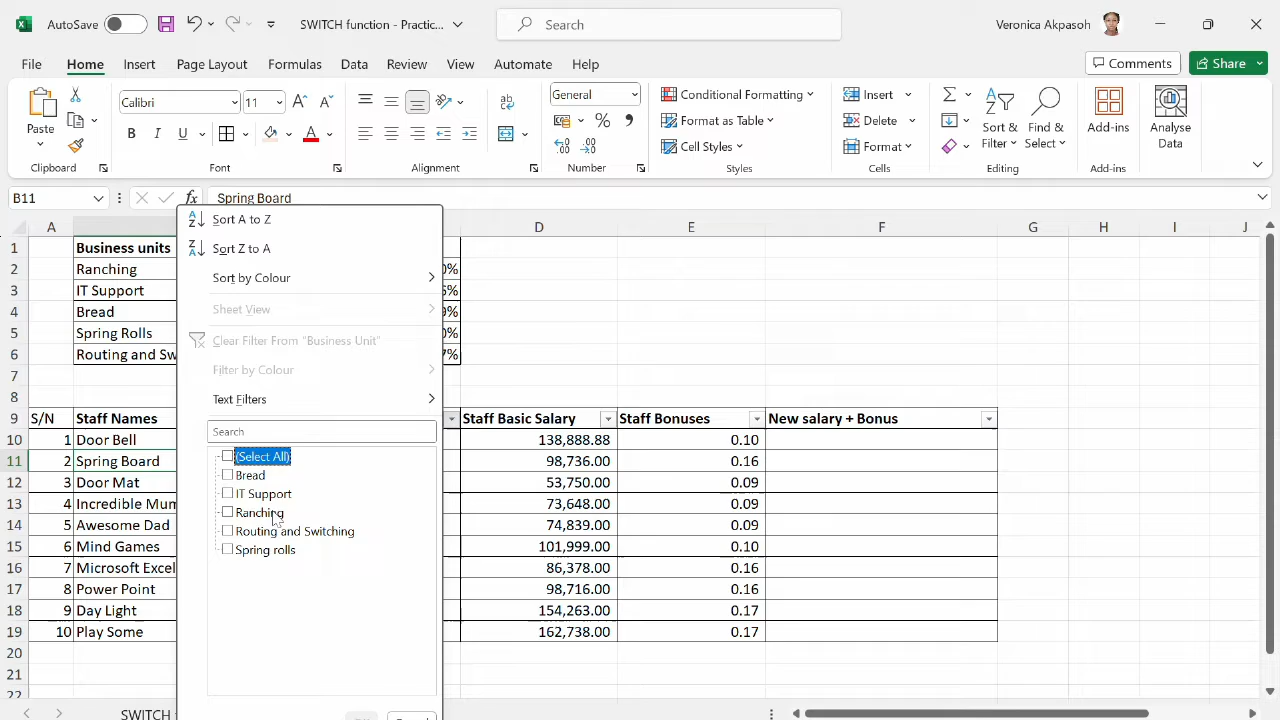 AutoSave
SWITCH function - Practic...
Search
Veronica Akpasoh
File Home Insert Page Layout Formulas Data Review View Automate Help
Comments
Share
Paste
Clipboard
Calibri
11
Font
Alignment
General
Number
Conditional Formatting
Format as Table
Cell Styles
Styles
Insert
Delete
Format
Cells
Sort & Filter
Find & Select
Editing
Add-ins
Add-ins
Analyse Data
B11
fx
Spring Board
A D E F G H I J
1 Business units
2 Ranching 0%
3 IT Support
4 Bread
5 Spring Rolls 0%
6 Routing and Sw 7%
7
8
9 S/N Staff Names Staff Basic Salary Staff Bonuses New salary + Bonus
10 1 Door Bell 138,888.88 0.10
11 2 Spring Board 98,736.00 0.16
12 3 Door Mat 53,750.00 0.09
13 4 Incredible Mum 73,648.00 0.09
14 5 Awesome Dad 74,839.00 0.09
15 6 Mind Games 101,999.00 0.10
16 7 Microsoft Excel 86,378.00 0.16
17 8 Power Point 98,716.00 0.16
18 9 Day Light 154,263.00 0.17
19 10 Play Some 162,738.00 0.17
20
21
22
Sort A to Z
Sort Z to A
Sort by Colour
Sheet View
Clear Filter From "Business Unit"
Filter by Colour
Text Filters
Search
(Select All)
Bread
IT Support
Ranching
Routing and Switching
Spring rolls
SWITCH